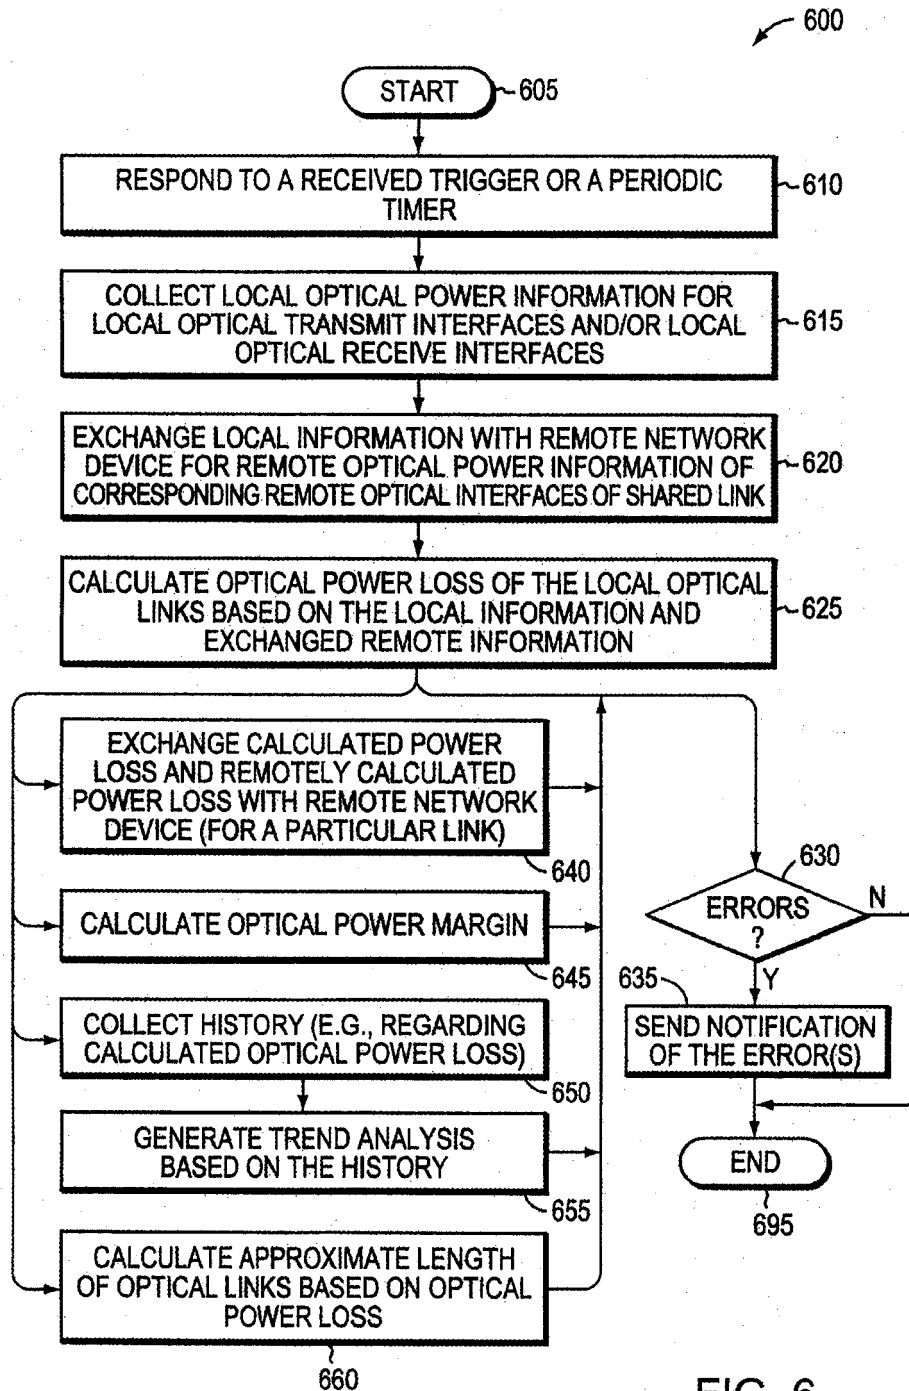 600
START
605
RESPOND TO A RECEIVED TRIGGER OR A PERIODIC
TIMER
610
COLLECT LOCAL OPTICAL POWER INFORMATION FOR
LOCAL OPTICAL TRANSMIT INTERFACES AND/OR LOCAL
OPTICAL RECEIVE INTERFACES
615
EXCHANGE LOCAL INFORMATION WITH REMOTE NETWORK
DEVICE FOR REMOTE OPTICAL POWER INFORMATION OF
CORRESPONDING REMOTE OPTICAL INTERFACES OF SHARED LINK
620
CALCULATE OPTICAL POWER LOSS OF THE LOCAL OPTICAL
LINKS BASED ON THE LOCAL INFORMATION AND
EXCHANGED REMOTE INFORMATION
625
EXCHANGE CALCULATED POWER
LOSS AND REMOTELY CALCULATED
POWER LOSS WITH REMOTE NETWORK
DEVICE (FOR A PARTICULAR LINK)
640
CALCULATE OPTICAL POWER MARGIN
645
COLLECT HISTORY (E.G., REGARDING
CALCULATED OPTICAL POWER LOSS)
650
GENERATE TREND ANALYSIS
BASED ON THE HISTORY
655
CALCULATE APPROXIMATE LENGTH
OF OPTICAL LINKS BASED ON OPTICAL
POWER LOSS
660
630
ERRORS
?
N
Y
635
SEND NOTIFICATION
OF THE ERROR(S)
END
695
FIG. 6